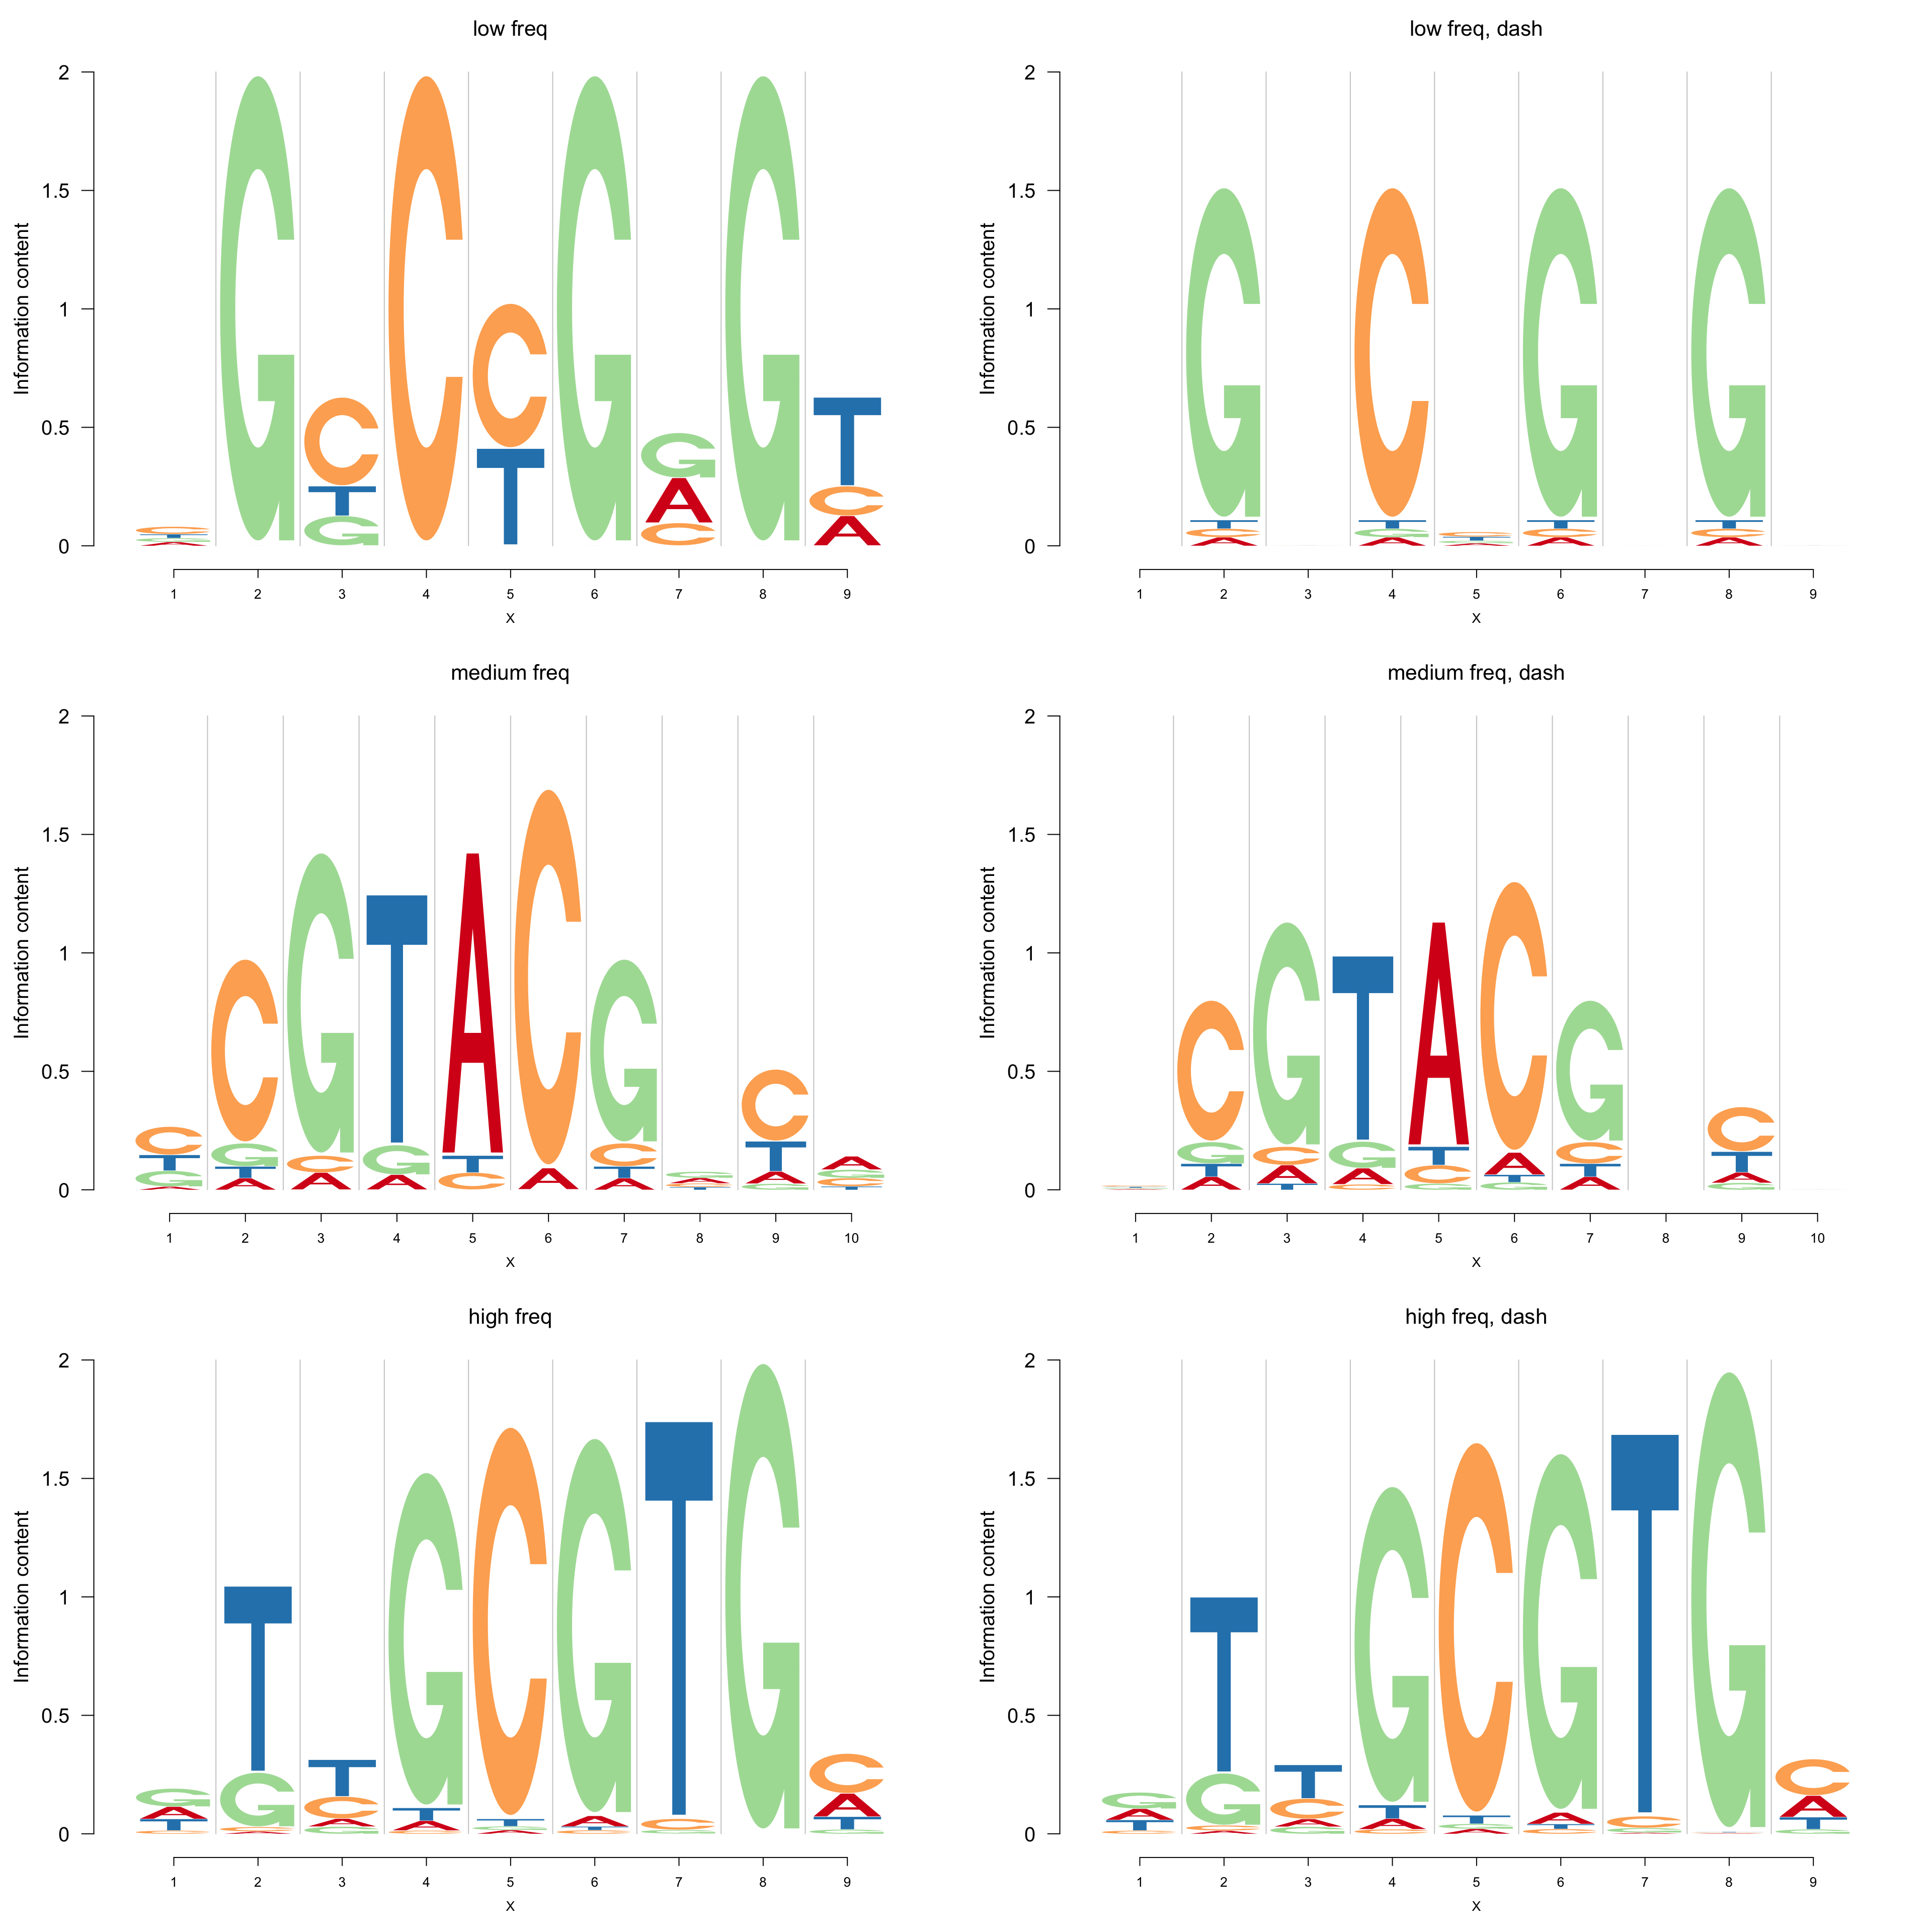 low freq
2
1.5
1
0.5
0
Information content
C G C C C G G G T
T T T A C
G G C A
A
1 2 3 4 5 6 7 8 9
X
low freq, dash
2
1.5
1
0.5
0
Information content
G C G G
T T T T
C G C C
A A A A
1 2 3 4 5 6 7 8 9
X
medium freq
2
1.5
1
0.5
0
Information content
C C G T A C G G C A
T G C G T A C A T G
G T A A C T A C
A A A G T
1 2 3 4 5 6 7 8 9 10
X
medium freq, dash
2
1.5
1
0.5
0
Information content
C G T A C G C
G C G T A C T
T A A C T T A
A T C G G A G
1 2 3 4 5 6 7 8 9 10
X
high freq
2
1.5
1
0.5
0
Information content
G T T G C G T G C
A G C T T A C A
T C A A G T G T
C A G C A C G
1 2 3 4 5 6 7 8 9
X
high freq, dash
2
1.5
1
0.5
0
Information content
G T T G C G T G C
A G C T T A C A
T C A A G T G T
C A G C A C G
1 2 3 4 5 6 7 8 9
X